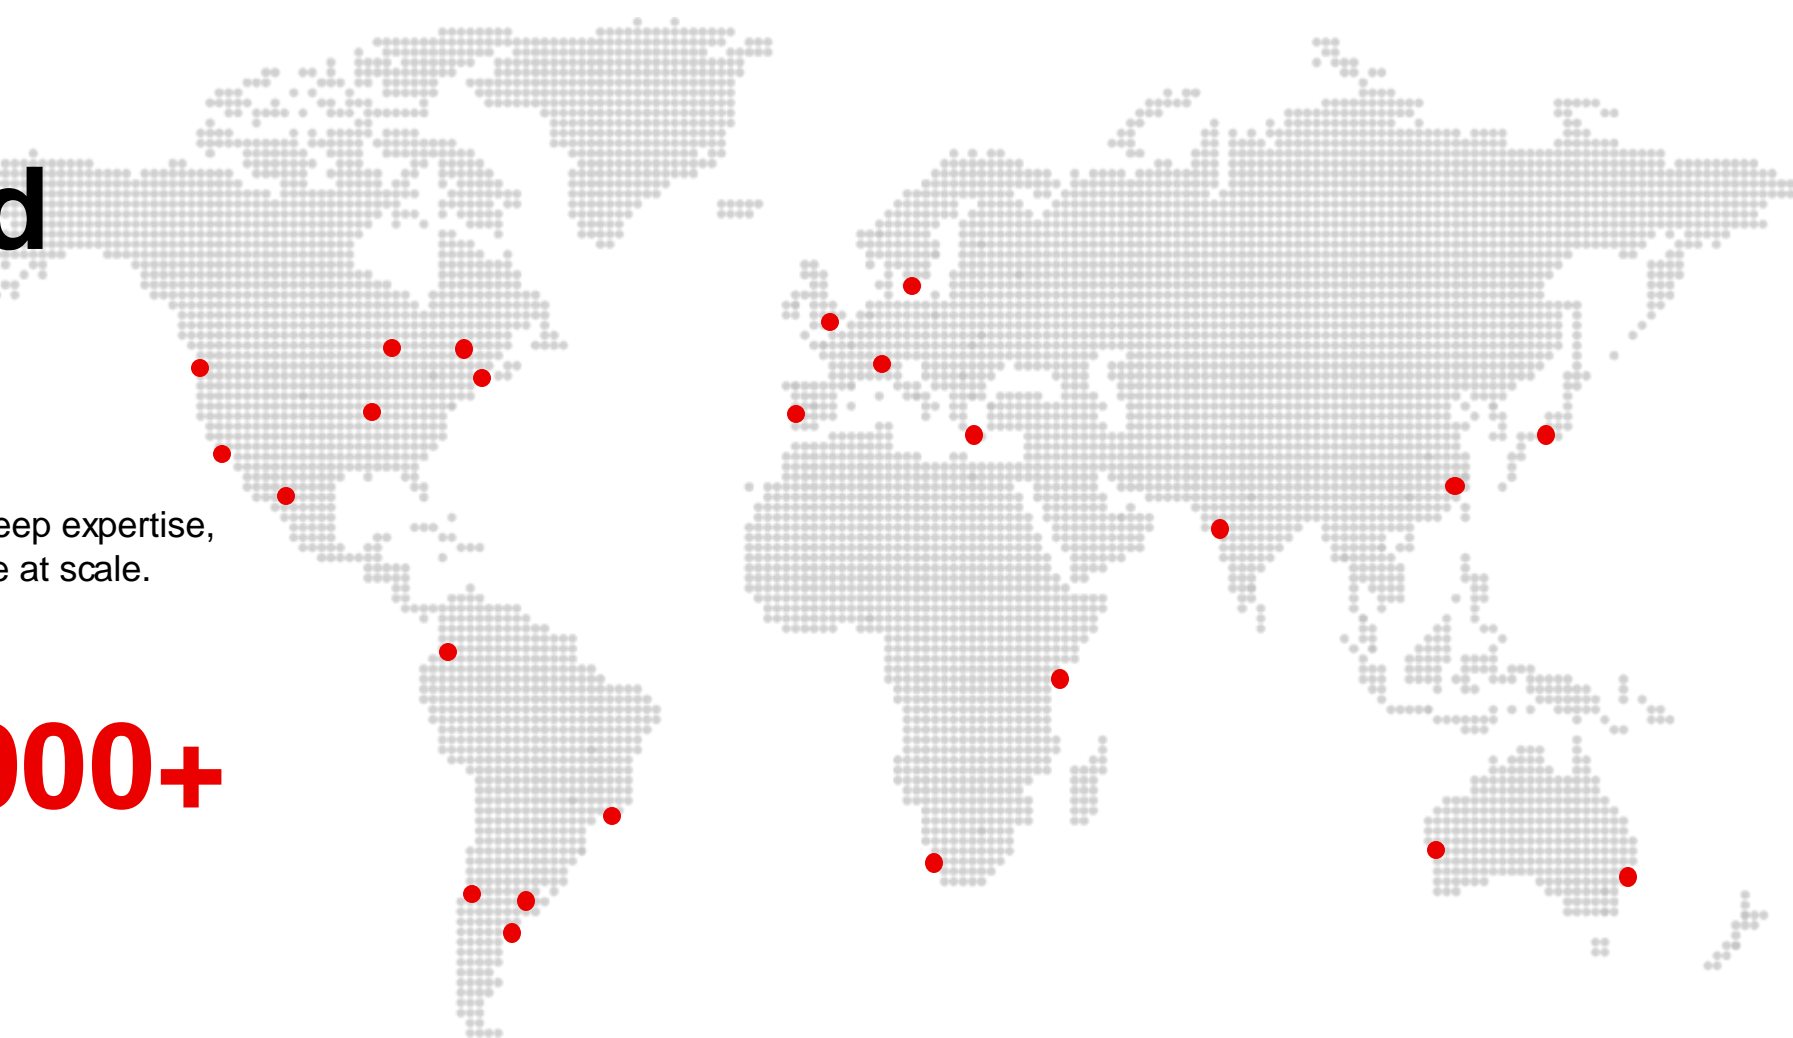 d
eep expertise,
e at scale.
000+